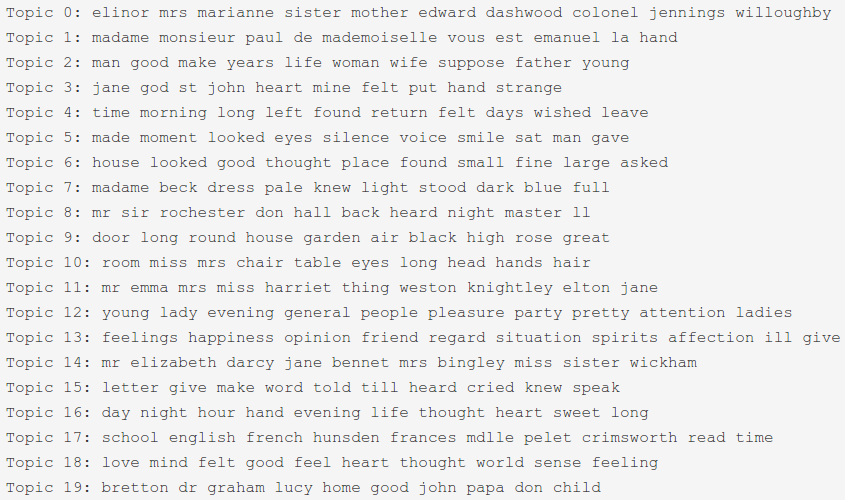 Topic 0: elinor mrs marianne sister mother edward dashwood colonel jennings willoughby
Topic 1: madame monsieur paul de mademoiselle vous est emanuel la hand
Topic 2: man good make years life woman wife suppose father young
Topic 3: jane god st john heart mine felt put hand strange
Topic 4: time morning long left found return felt days wished leave
Topic 5: made moment looked eyes silence voice smile sat man gave
Topic 6: house looked good thought place found small fine large asked
Topic 7: madame beck dress pale knew light stood dark blue full
Topic 8: mr sir rochester don hall back heard night master ll
Topic 9: door long round house garden air black high rose great
Topic 10: room miss mrs chair table eyes long head hands hair
Topic 11: mr emma mrs miss harriet thing weston knightley elton jane
Topic 12: young lady evening general people pleasure party pretty attention ladies
Topic 13: feelings happiness opinion friend regard situation spirits affection ill give
Topic 14: mr elizabeth darcy jane bennet mrs bingley miss sister wickham
Topic 15: letter give make word told till heard cried knew speak
Topic 16: day night hour hand evening life thought heart sweet long
Topic 17: school english french hunsden frances mdlle pelet crimsworth read time
Topic 18: love mind felt good feel heart thought world sense feeling
Topic 19: bretton dr graham lucy home good john papa don child